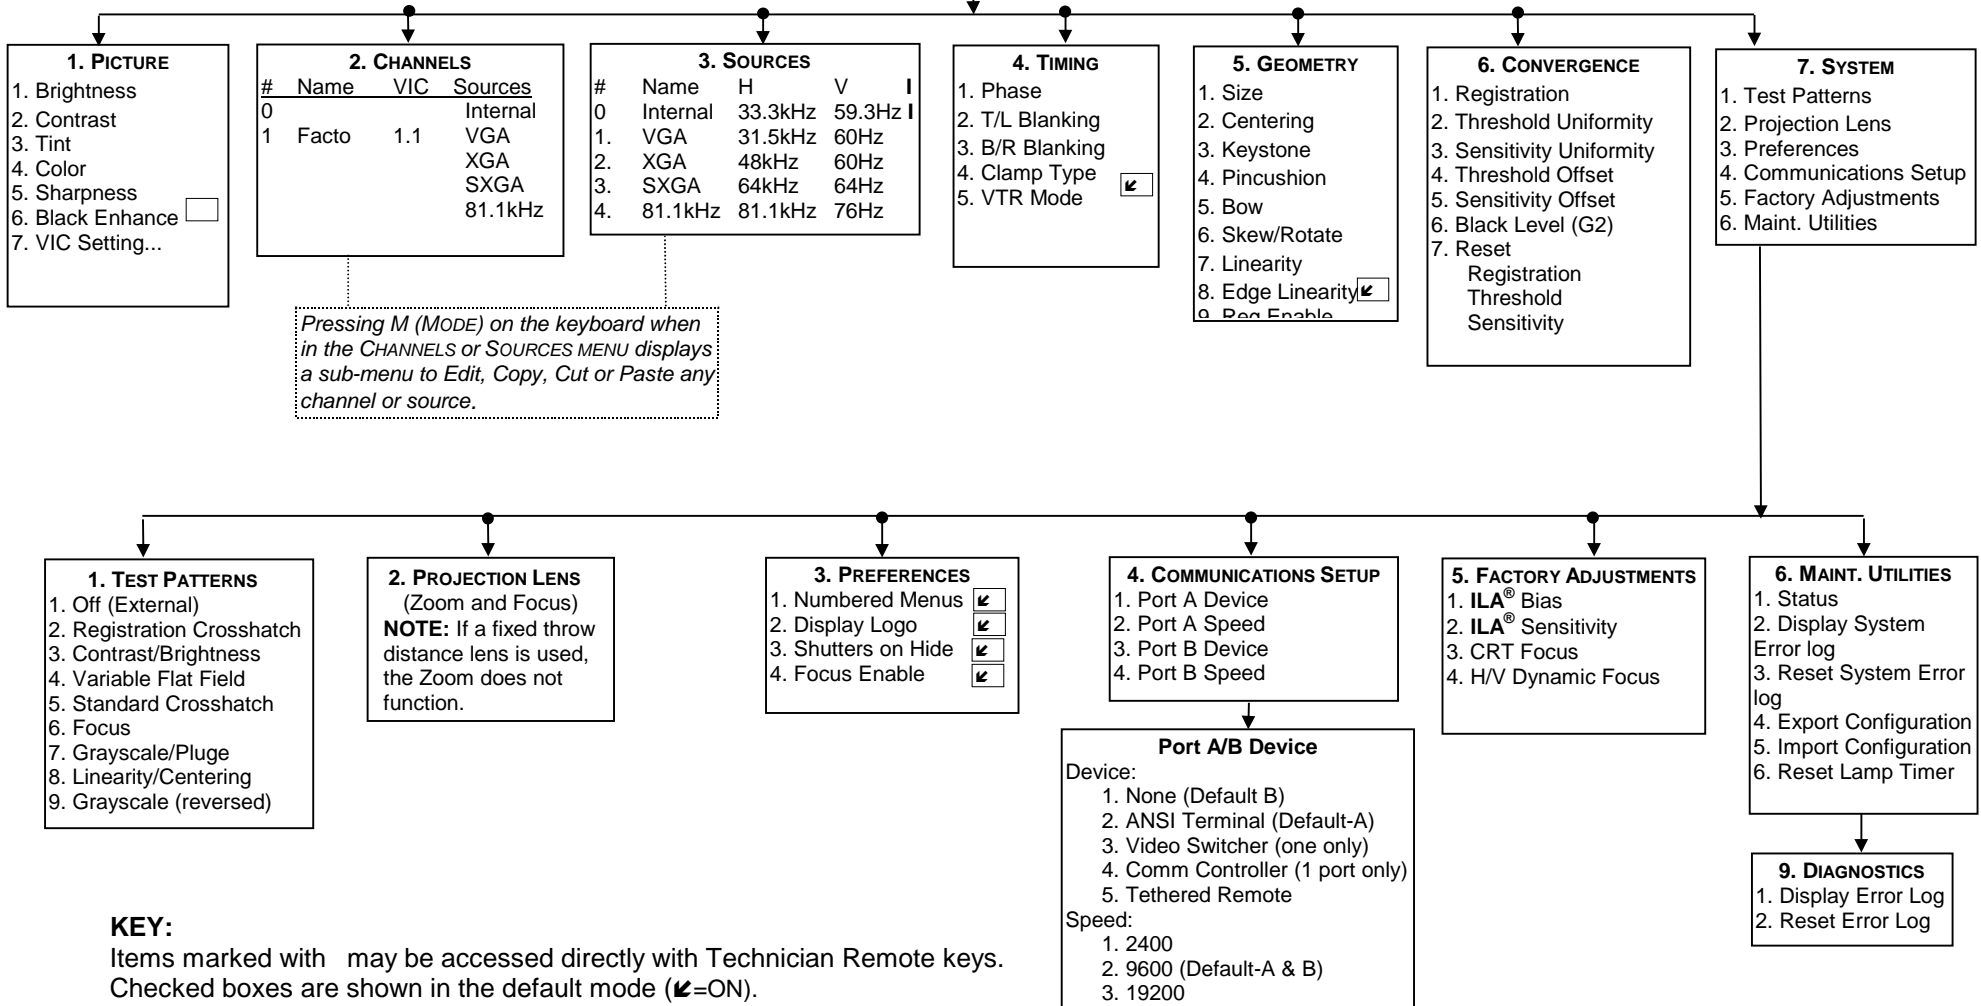 1. PICTURE
1. Brightness
2. Contrast
3. Tint
4. Color
5. Sharpness
6. Black Enhance
7. VIC Setting...
2. CHANNELS
# Name VIC Sources
0 Internal
1 Facto 1.1 VGA
XGA
SXGA
81.1kHz
3. SOURCES
# Name H V I
0 Internal 33.3kHz 59.3Hz I
1. VGA 31.5kHz 60Hz
2. XGA 48kHz 60Hz
3. SXGA 64kHz 64Hz
4. 81.1kHz 81.1kHz 76Hz
Pressing M (MODE) on the keyboard when
in the CHANNELS or SOURCES MENU displays
a sub-menu to Edit, Copy, Cut or Paste any
channel or source.
4. TIMING
1. Phase
2. T/L Blanking
3. B/R Blanking
4. Clamp Type
5. VTR Mode
5. GEOMETRY
1. Size
2. Centering
3. Keystone
4. Pincushion
5. Bow
6. Skew/Rotate
7. Linearity
8. Edge Linearity
9. Reg Enable
6. CONVERGENCE
1. Registration
2. Threshold Uniformity
3. Sensitivity Uniformity
4. Threshold Offset
5. Sensitivity Offset
6. Black Level (G2)
7. Reset
Registration
Threshold
Sensitivity
7. SYSTEM
1. Test Patterns
2. Projection Lens
3. Preferences
4. Communications Setup
5. Factory Adjustments
6. Maint. Utilities
1. TEST PATTERNS
1. Off (External)
2. Registration Crosshatch
3. Contrast/Brightness
4. Variable Flat Field
5. Standard Crosshatch
6. Focus
7. Grayscale/Pluge
8. Linearity/Centering
9. Grayscale (reversed)
2. PROJECTION LENS
(Zoom and Focus)
NOTE: If a fixed throw
distance lens is used,
the Zoom does not
function.
3. PREFERENCES
1. Numbered Menus
2. Display Logo
3. Shutters on Hide
4. Focus Enable
4. COMMUNICATIONS SETUP
1. Port A Device
2. Port A Speed
3. Port B Device
4. Port B Speed
Port A/B Device
Device:
1. None (Default B)
2. ANSI Terminal (Default-A)
3. Video Switcher (one only)
4. Comm Controller (1 port only)
5. Tethered Remote
Speed:
1. 2400
2. 9600 (Default-A & B)
3. 19200
5. FACTORY ADJUSTMENTS
1. ILA® Bias
2. ILA® Sensitivity
3. CRT Focus
4. H/V Dynamic Focus
6. MAINT. UTILITIES
1. Status
2. Display System
Error log
3. Reset System Error
log
4. Export Configuration
5. Import Configuration
6. Reset Lamp Timer
9. DIAGNOSTICS
1. Display Error Log
2. Reset Error Log
KEY:
Items marked with may be accessed directly with Technician Remote keys.
Checked boxes are shown in the default mode (🗹=ON).